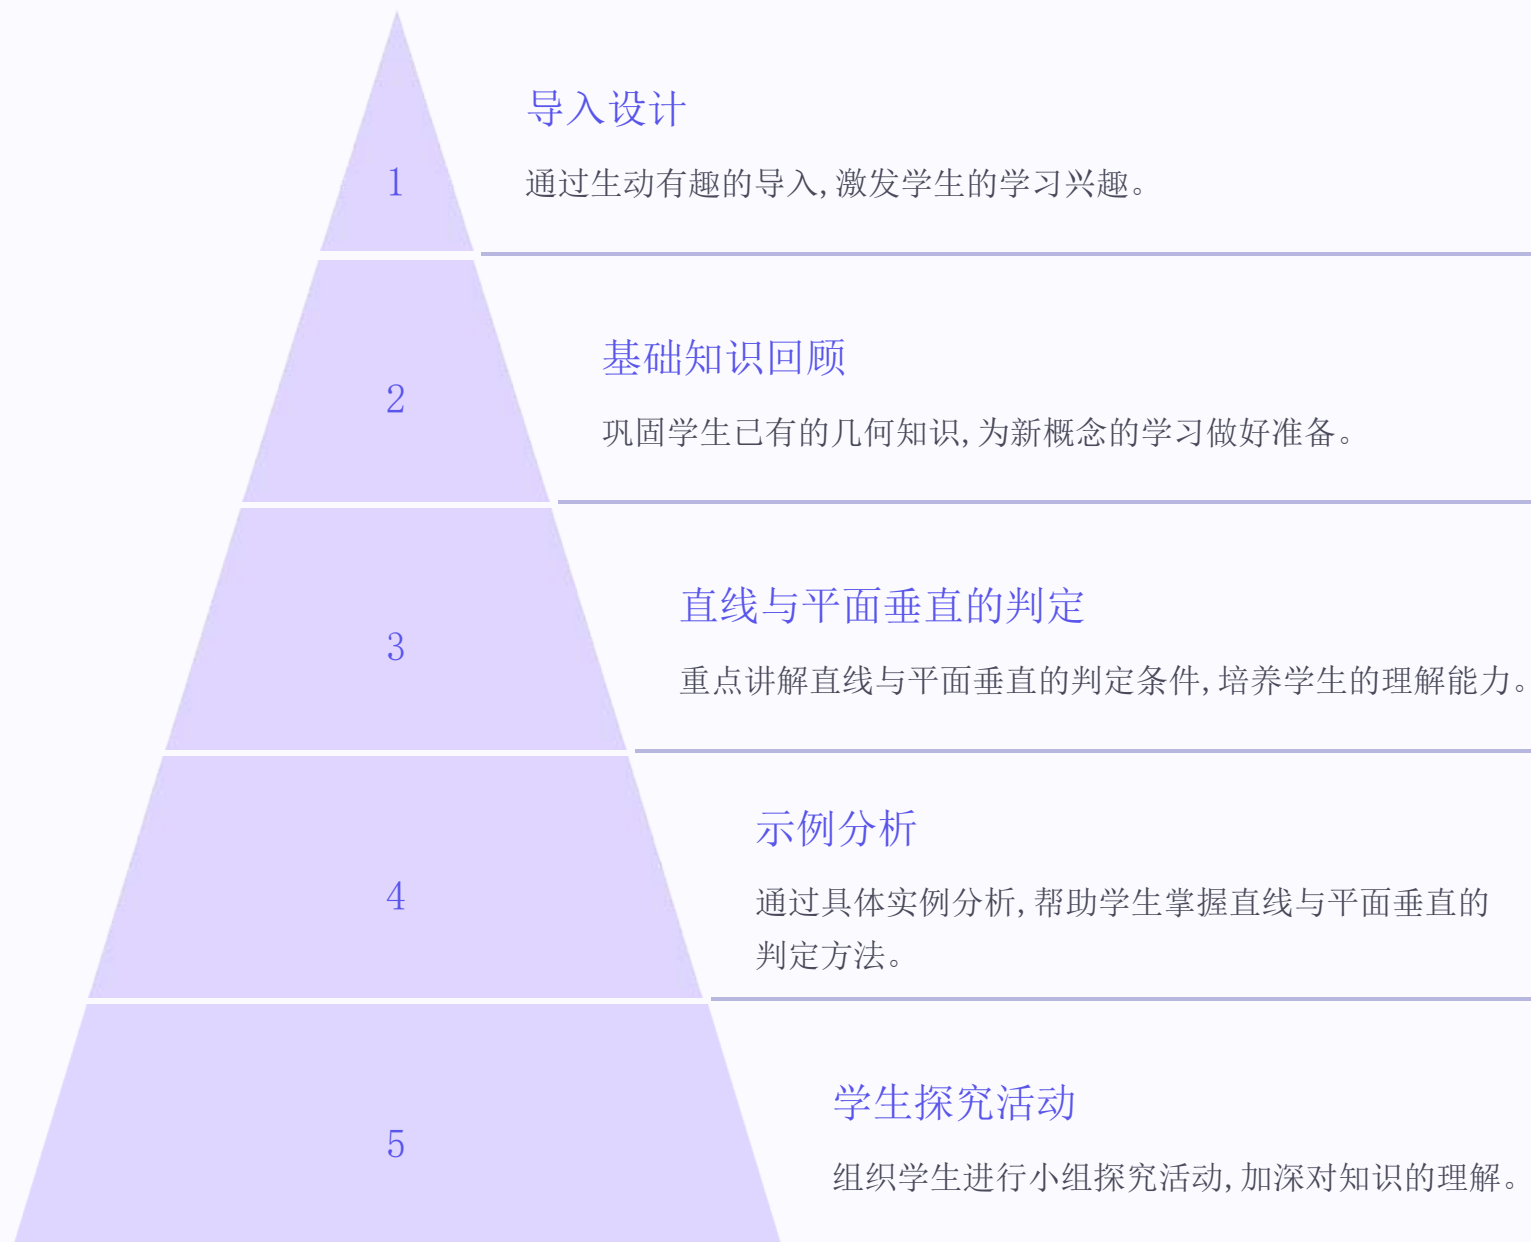 导入设计
1
通过生动有趣的导入,激发学生的学习兴趣。
基础知识回顾
2
巩固学生已有的几何知识,为新概念的学习做好准备。
直线与平面垂直的判定
3
重点讲解直线与平面垂直的判定条件,培养学生的理解能力。
示例分析
4
通过具体实例分析,帮助学生掌握直线与平面垂直的
判定方法。
学生探究活动
5
组织学生进行小组探究活动,加深对知识的理解。